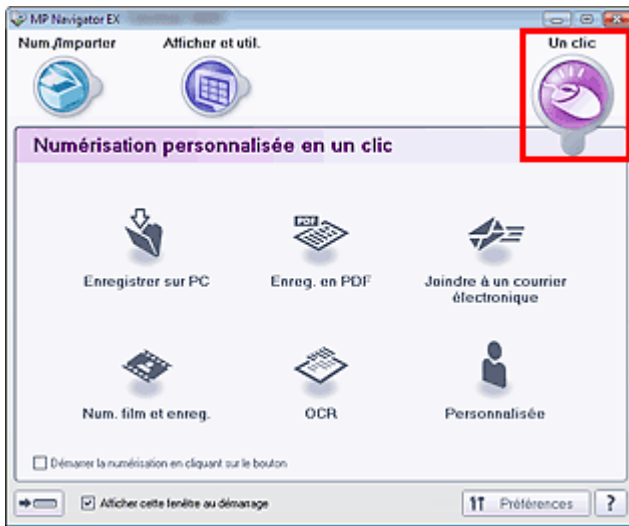 MP Navigator EX
Num./Importer
Afficher et util.
Un clic
Numérisation personnalisée en un clic
Enregistrer sur PC
PDF
Enreg. en PDF
Joindre à un courrier
électronique
Num. film et enreg.
OCR
Personnalisée
Démarrer la numérisation en cliquant sur le bouton
Afficher cette fenêtre au démarrage
Préférences
?